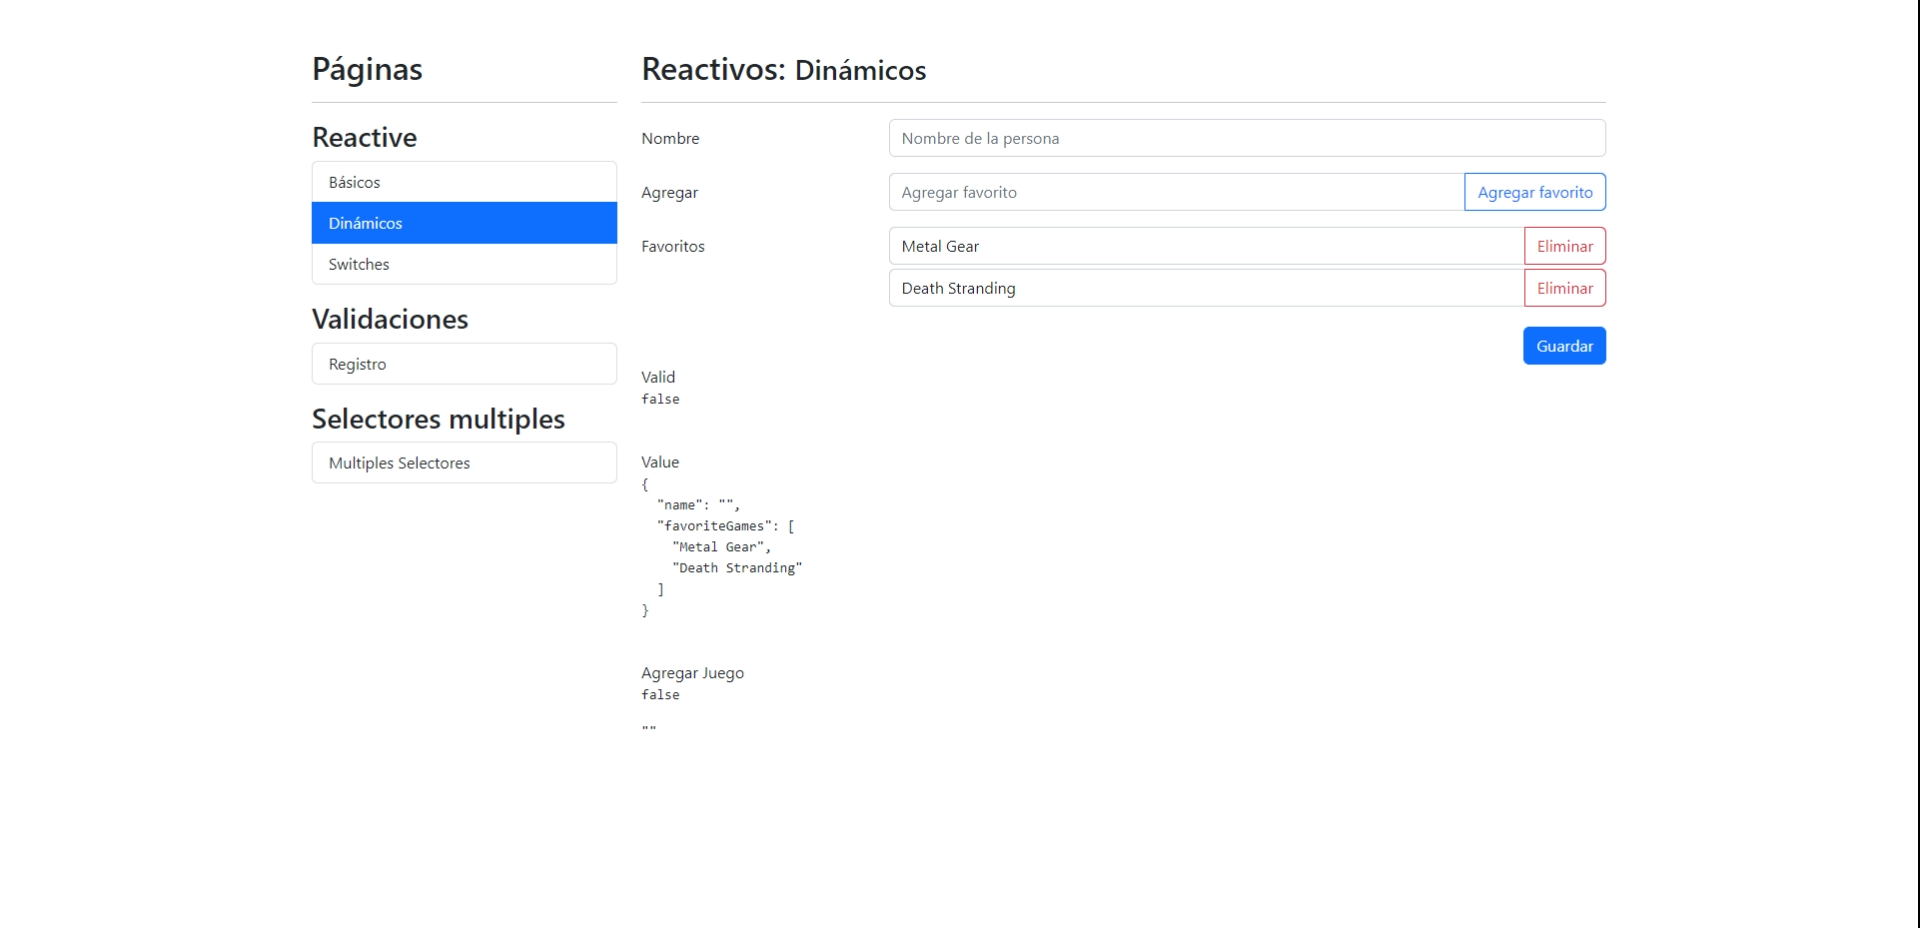 Páginas
Reactive
Básicos
Dinámicos
Switches
Validaciones
Registro
Selectores multiples
Multiples Selectores
Reactivos: Dinámicos
Nombre
Nombre de la persona
Agregar
Agregar favorito
Agregar favorito
Favoritos
Metal Gear
Eliminar
Death Stranding
Eliminar
Guardar
Valid
false
Value
{
"name": "",
"favoriteGames": [
"Metal Gear",
"Death Stranding"
]
}
Agregar Juego
false
""